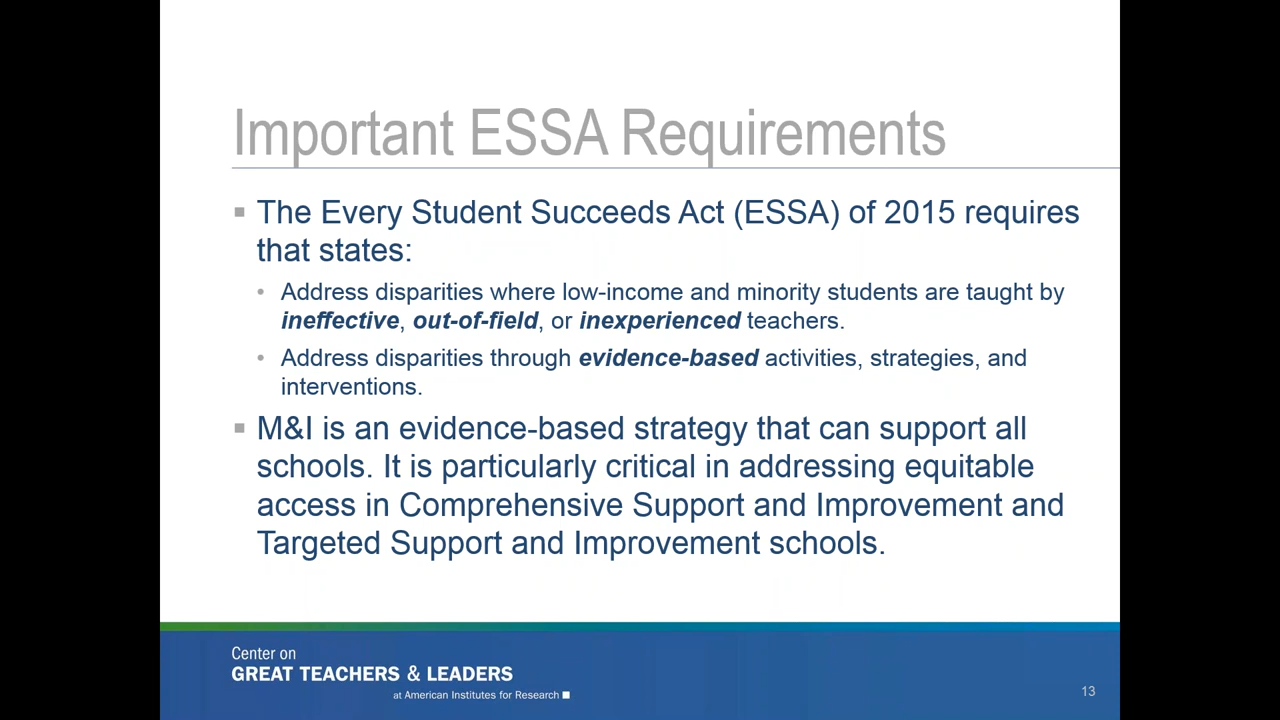 Important ESSA Requirements
▪ The Every Student Succeeds Act (ESSA) of 2015 requires
that states:
• Address disparities where low-income and minority students are taught by
ineffective, out-of-field, or inexperienced teachers.
• Address disparities through evidence-based activities, strategies, and
interventions.
▪ M&I is an evidence-based strategy that can support all
schools. It is particularly critical in addressing equitable
access in Comprehensive Support and Improvement and
Targeted Support and Improvement schools.
Center on
GREAT TEACHERS & LEADERS
at American Institutes for Research
13